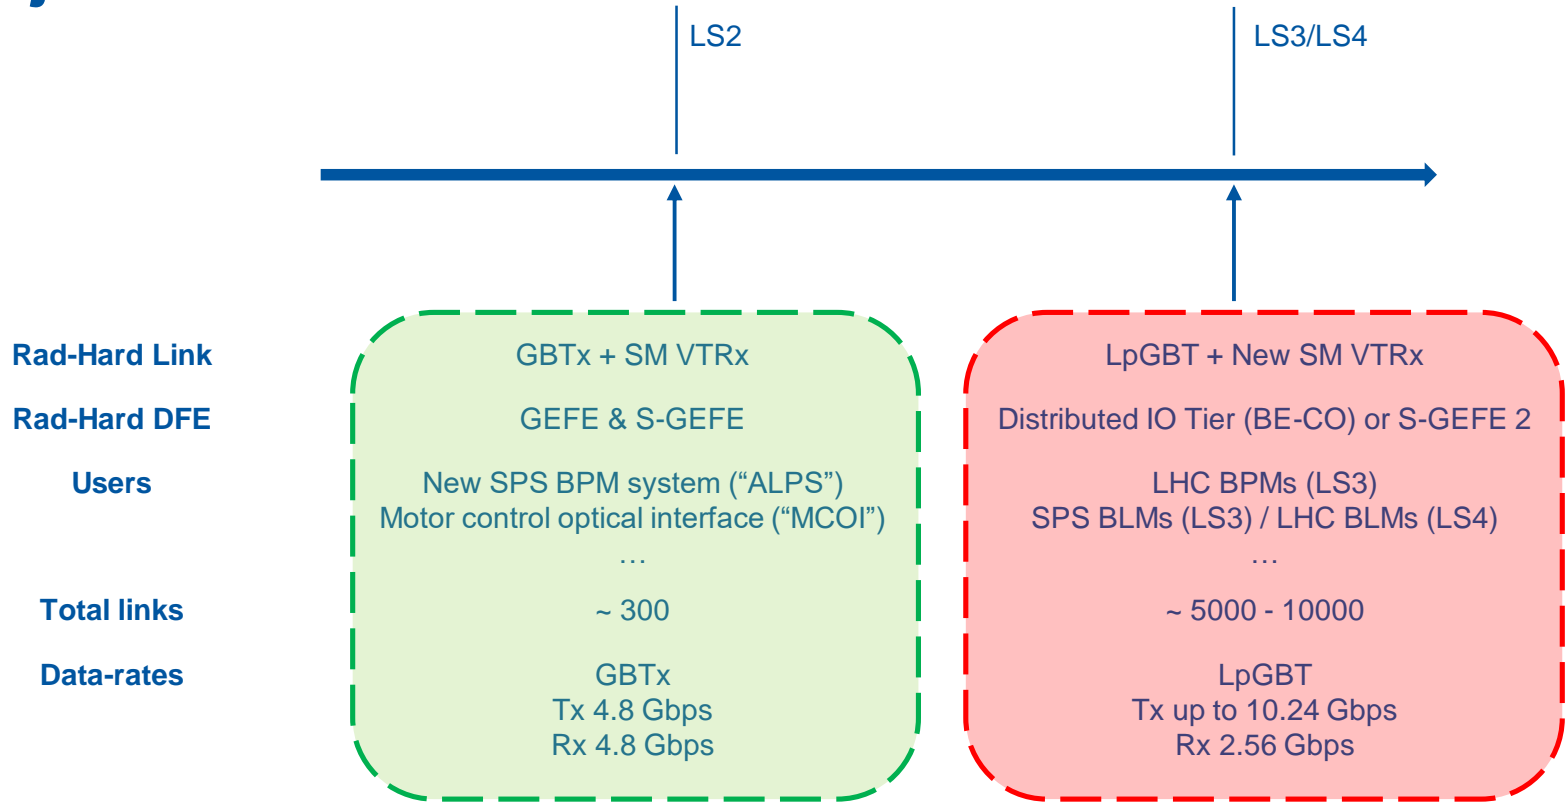 LS2
LS3/LS4
Rad-Hard Link
GBTx + SM VTRx
LpGBT + New SM VTRx
Rad-Hard DFE
GEFE & S-GEFE
Distributed IO Tier (BE-CO) or S-GEFE 2
Users
New SPS BPM system (“ALPS”)
Motor control optical interface (“MCOI”)
…
LHC BPMs (LS3)
SPS BLMs (LS3) / LHC BLMs (LS4)
…
Total links
~ 300
~ 5000 - 10000
Data-rates
GBTx
Tx 4.8 Gbps
Rx 4.8 Gbps
LpGBT
Tx up to 10.24 Gbps
Rx 2.56 Gbps